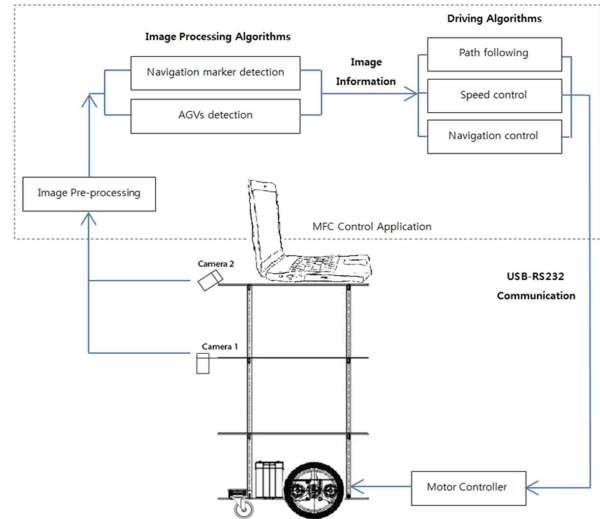 Image Processing Algorithms
Driving Algorithms
Navigation marker detection
AGVs detection
Image
Information
Path following
Speed control
Navigation control
Image Pre-processing
MFC Control Application
Camera 2
USB-RS232
Communication
Camera 1
Motor Controller